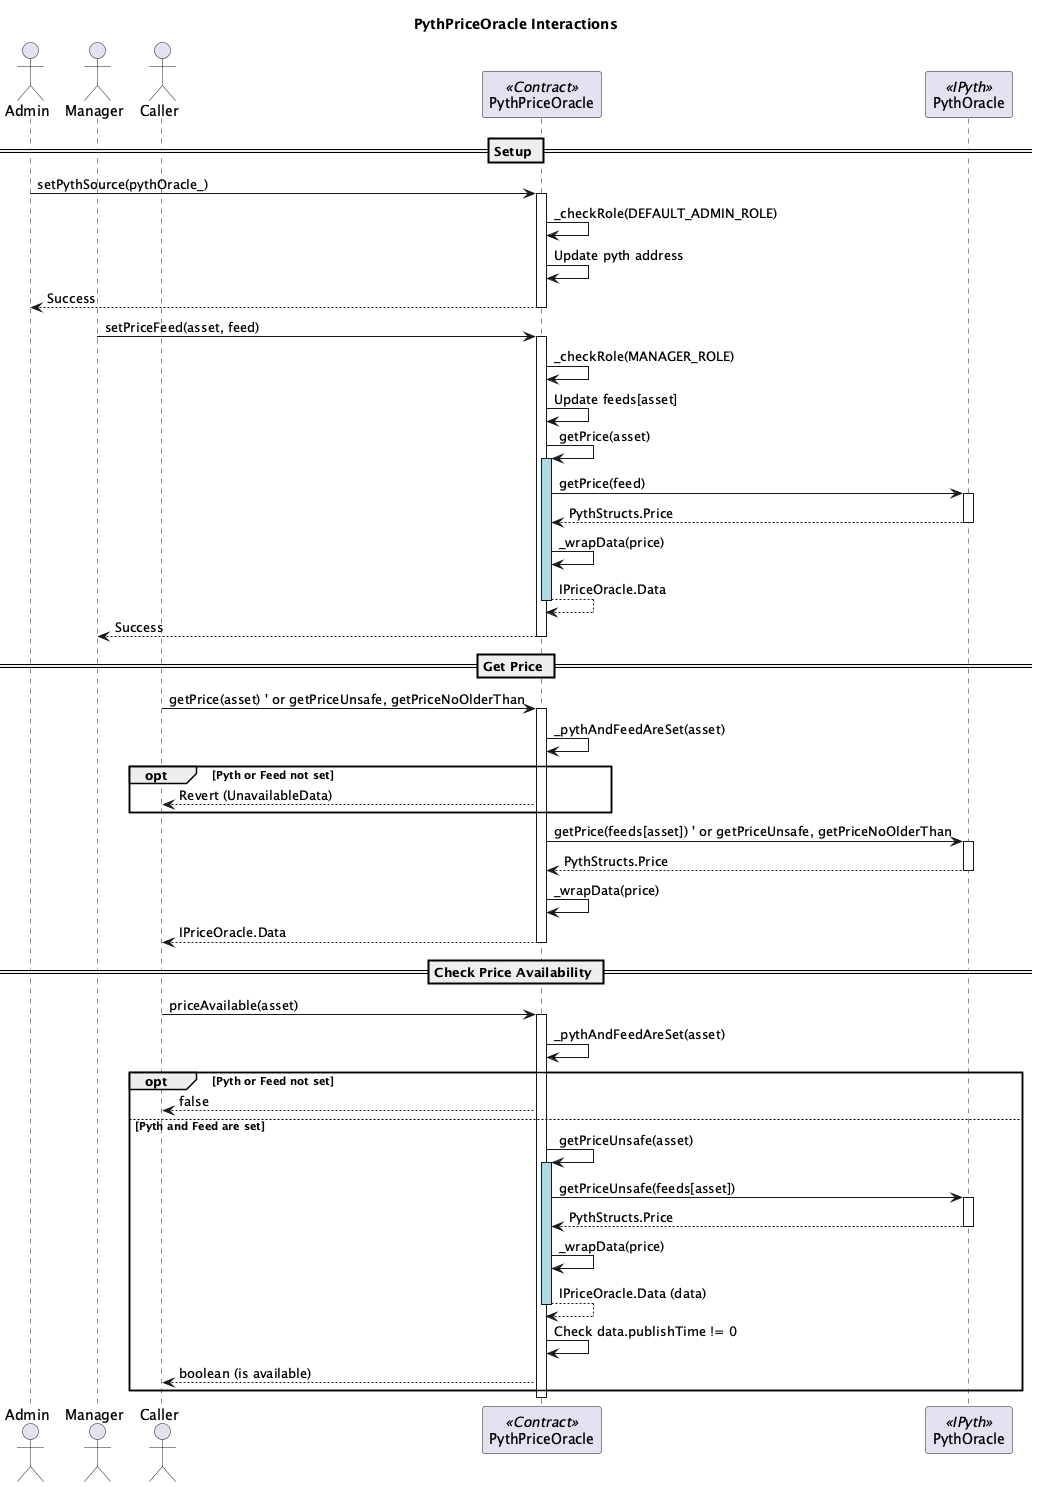 PythPriceOracle Interactions
Admin
Manager
Caller
«Contract»
PythPriceOracle
«IPyth»
PythOracle
Setup
setPythSource(pythOracle_)
_checkRole(DEFAULT_ADMIN_ROLE)
Update pyth address
Success
setPriceFeed(asset, feed)
_checkRole(MANAGER_ROLE)
Update feeds[asset]
getPrice(asset)
getPrice(feed)
PythStructs.Price
_wrapData(price)
IPriceOracle.Data
Success
Get Price
getPrice(asset) ' or getPriceUnsafe, getPriceNoOlderThan
_pythAndFeedAreSet(asset)
opt [Pyth or Feed not set]
Revert (UnavailableData)
getPrice(feeds[asset]) ' or getPriceUnsafe, getPriceNoOlderThan
PythStructs.Price
_wrapData(price)
IPriceOracle.Data
Check Price Availability
priceAvailable(asset)
_pythAndFeedAreSet(asset)
opt [Pyth or Feed not set]
false
[Pyth and Feed are set]
getPriceUnsafe(asset)
getPriceUnsafe(feeds[asset])
PythStructs.Price
_wrapData(price)
IPriceOracle.Data (data)
Check data.publishTime != 0
boolean (is available)
Admin
Manager
Caller
«Contract»
PythPriceOracle
«IPyth»
PythOracle